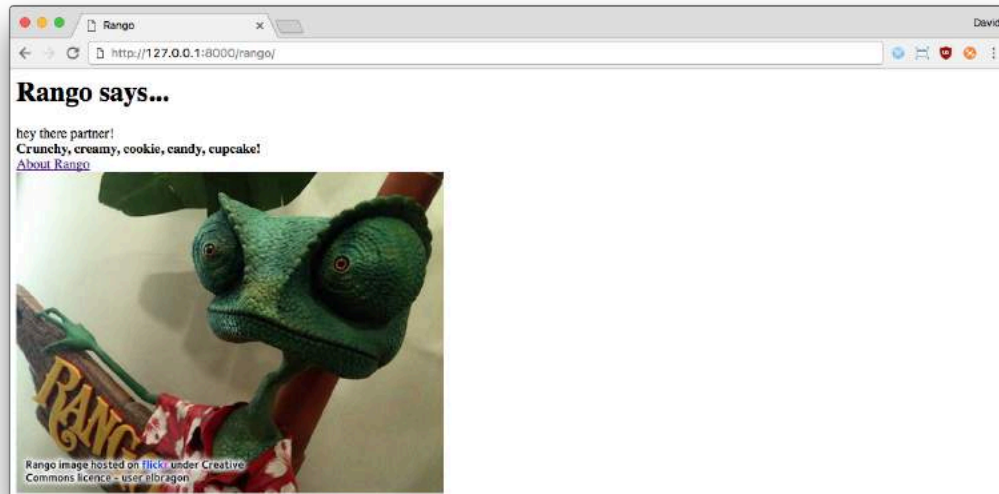 Rango
David
http://127.0.0.1:8000/rango/
Rango says...
hey there partner!
Crunchy, creamy, cookie, candy, cupcake!
About Rango
RANGO
Rango image hosted on flickr under Creative
Commons licence - user elbragon